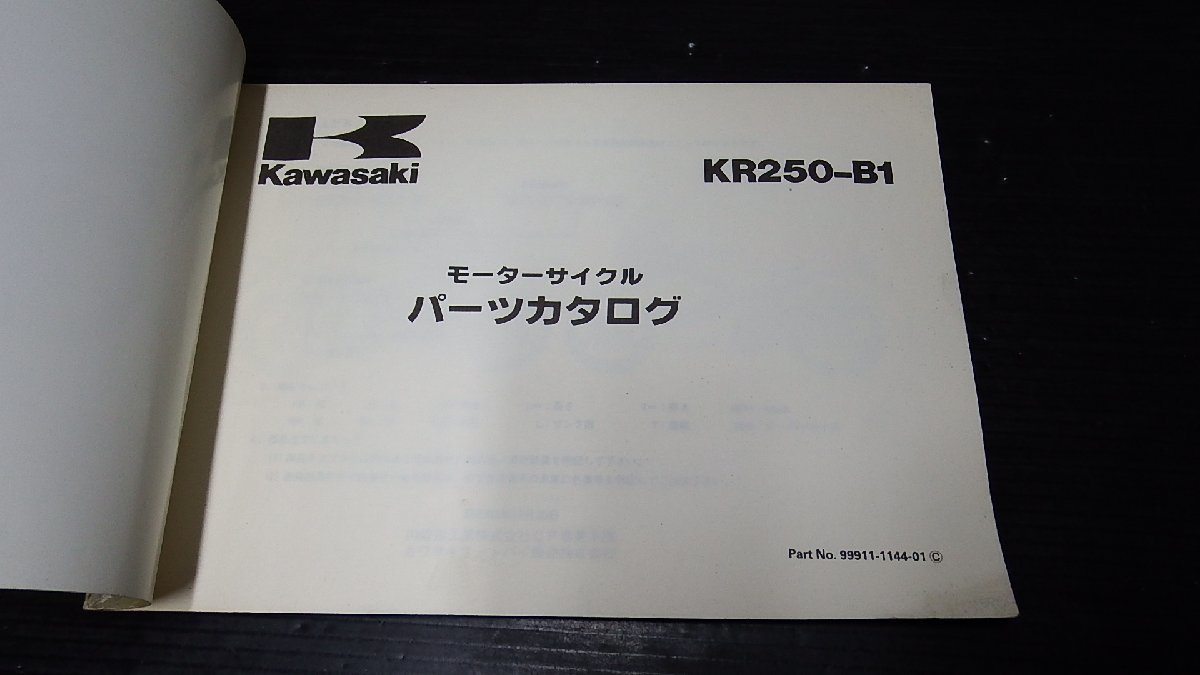 Kawasaki
KR250-B1
モーターサイクル
パーツカタログ
Part No. 99911-1144-01 ©